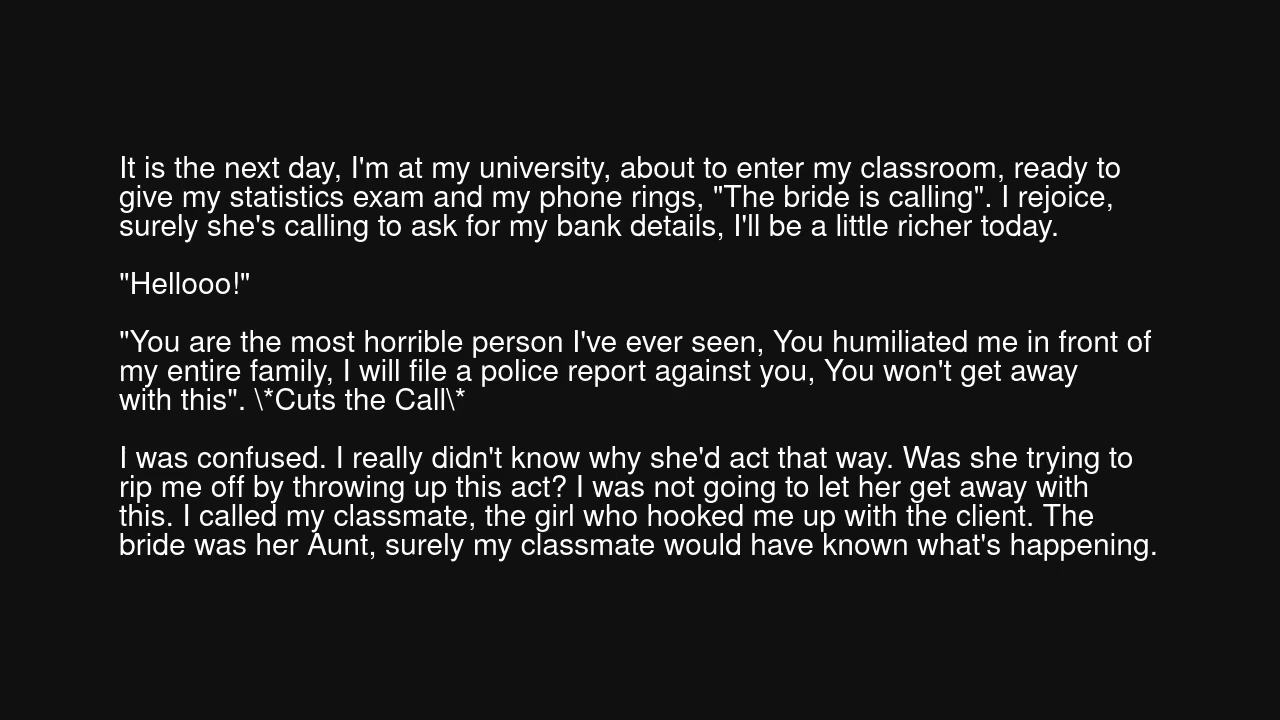 It is the next day, I'm at my university, about to enter my classroom, ready to
give my statistics exam and my phone rings, "The bride is calling". I rejoice,
surely she's calling to ask for my bank details, I'll be a little richer today.
"Hellooo!"
"You are the most horrible person I've ever seen, You humiliated me in front of
my entire family, I will file a police report against you, You won't get away
with this". \*Cuts the Call\*
I was confused. I really didn't know why she'd act that way. Was she trying to
rip me off by throwing up this act? I was not going to let her get away with
this. I called my classmate, the girl who hooked me up with the client. The
bride was her Aunt, surely my classmate would have known what's happening.